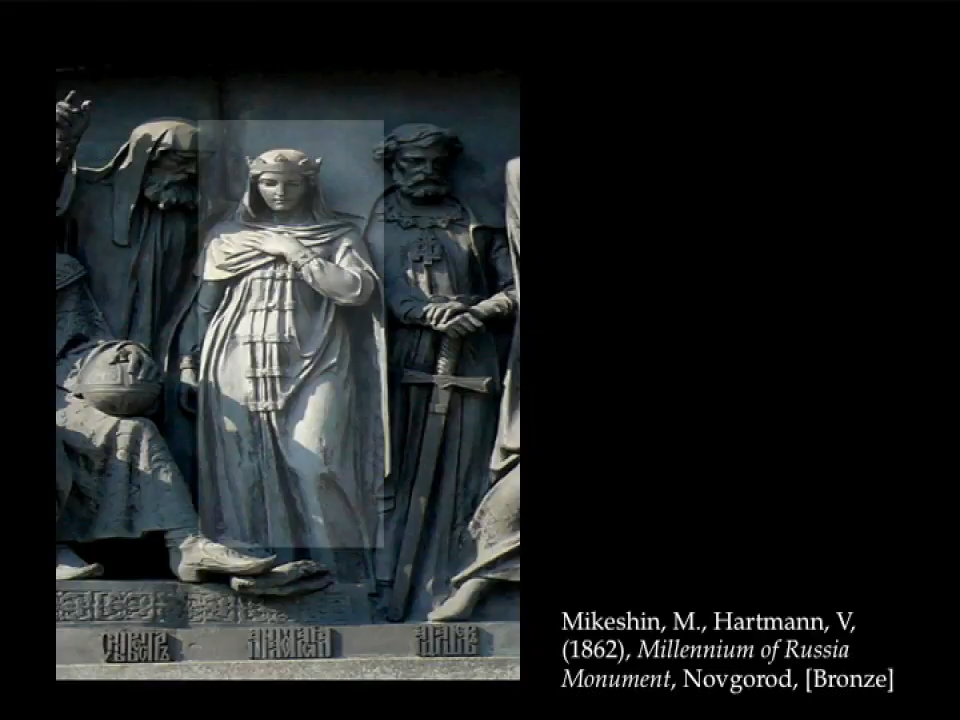 Mikeshin, M., Hartmann, V,
(1862), Millennium of Russia
Monument, Novgorod, [Bronze]